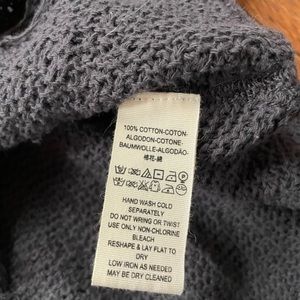 100% COTTON-COTON-
ALGODON-COTONE-
BAUMWOLLE-ALGODÃO-
棉花-綿
HAND WASH COLD
SEPARATELY
DO NOT WRING OR TWIST
USE ONLY NON-CHLORINE
BLEACH
RESHAPE & LAY FLAT TO
DRY
LOW IRON AS NEEDED
MAY BE DRY CLEANED